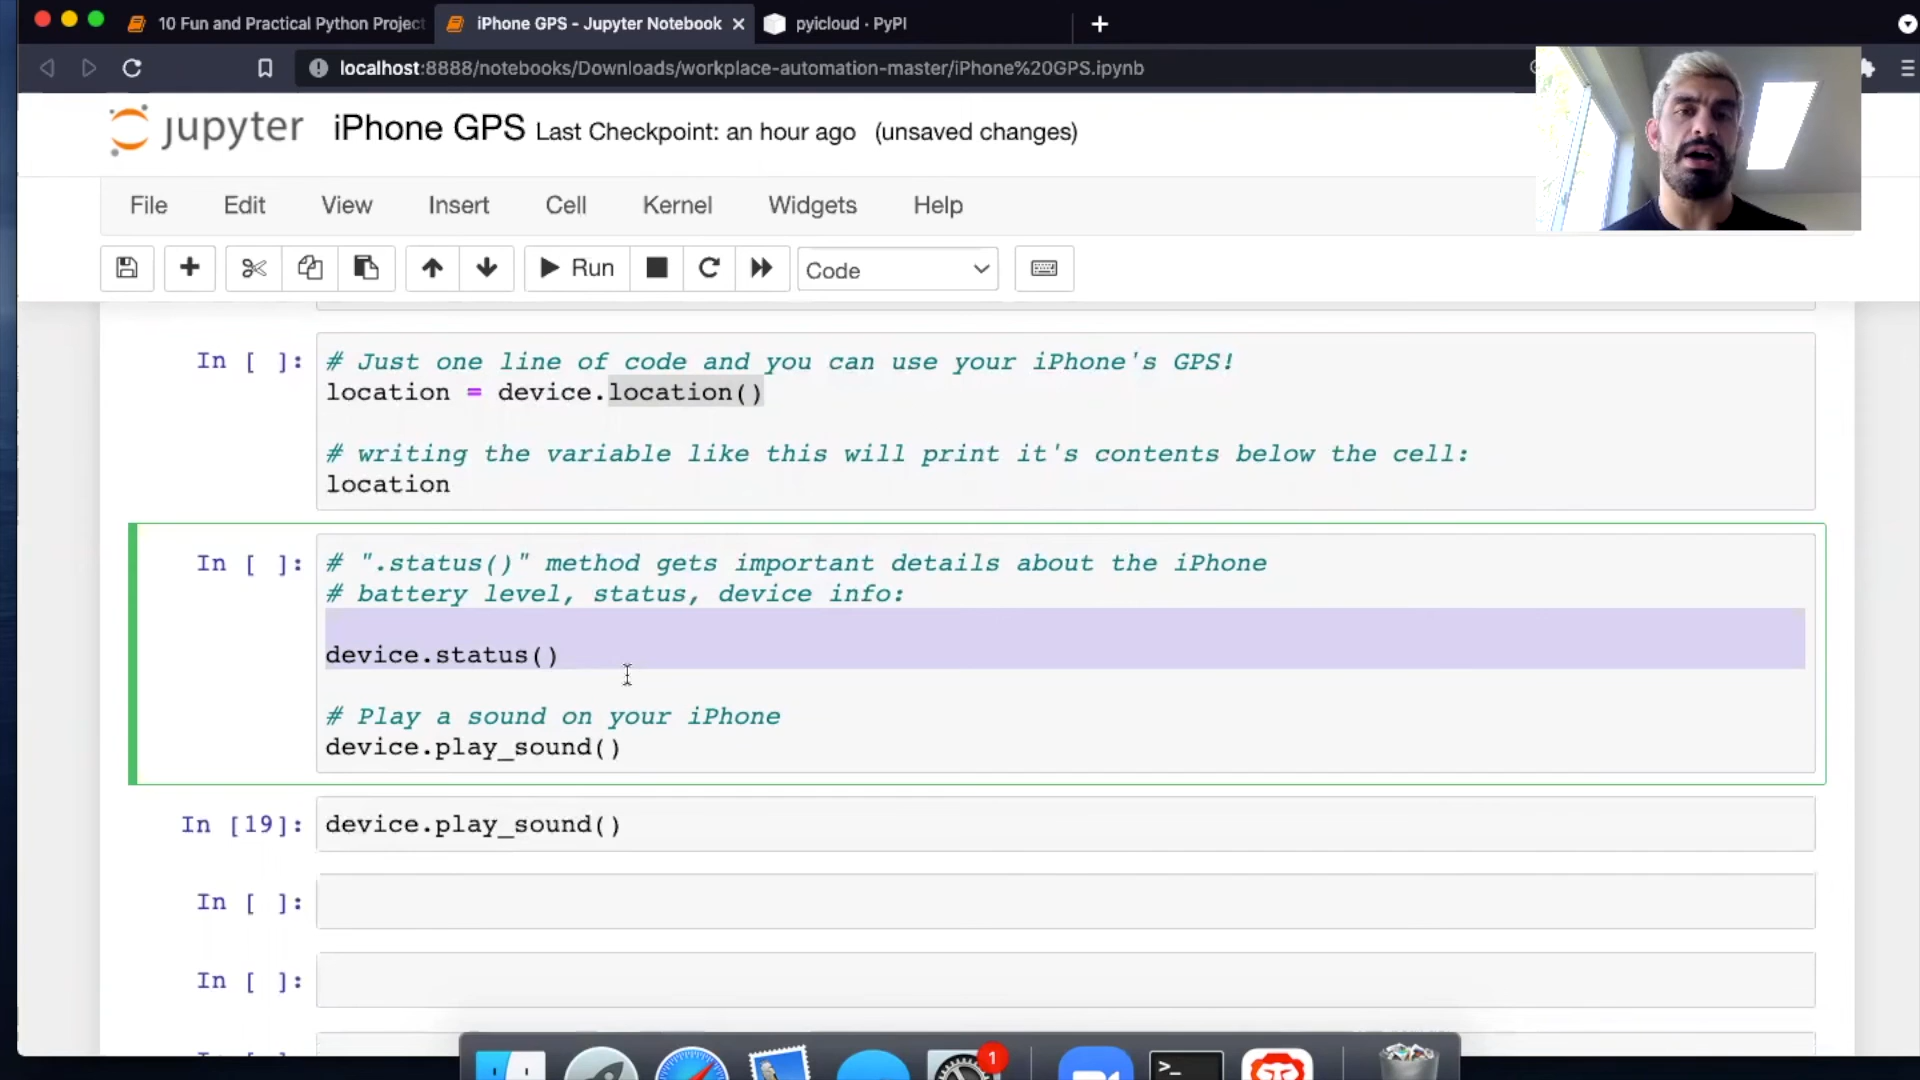 10 Fun and Practical Python Project
iPhone GPS - Jupyter Notebook
pyicloud · PyPI
localhost:8888/notebooks/Downloads/workplace-automation-master/iPhone%20GPS.ipynb
jupyter iPhone GPS Last Checkpoint: an hour ago (unsaved changes)
File Edit View Insert Cell Kernel Widgets Help
Run Code
In [ ]: # Just one line of code and you can use your iPhone's GPS!
location = device.location()
# writing the variable like this will print it's contents below the cell:
location
In [ ]: # ".status()" method gets important details about the iPhone
# battery level, status, device info:
device.status()
# Play a sound on your iPhone
device.play_sound()
In [19]: device.play_sound()
In [ ]:
In [ ]:
1
>_